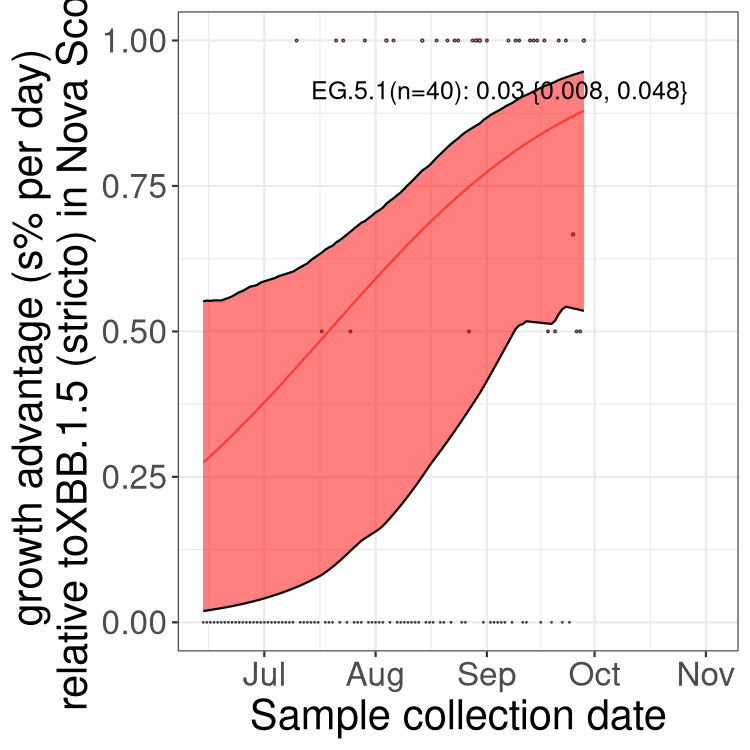 growth advantage (s% per day)
relative toXBB.1.5 (stricto) in Nova Sco
1.00
0.75
0.50
0.25
0.00
EG.5.1(n=40): 0.03 {0.008, 0.048}
Jul Aug Sep Oct Nov
Sample collection date